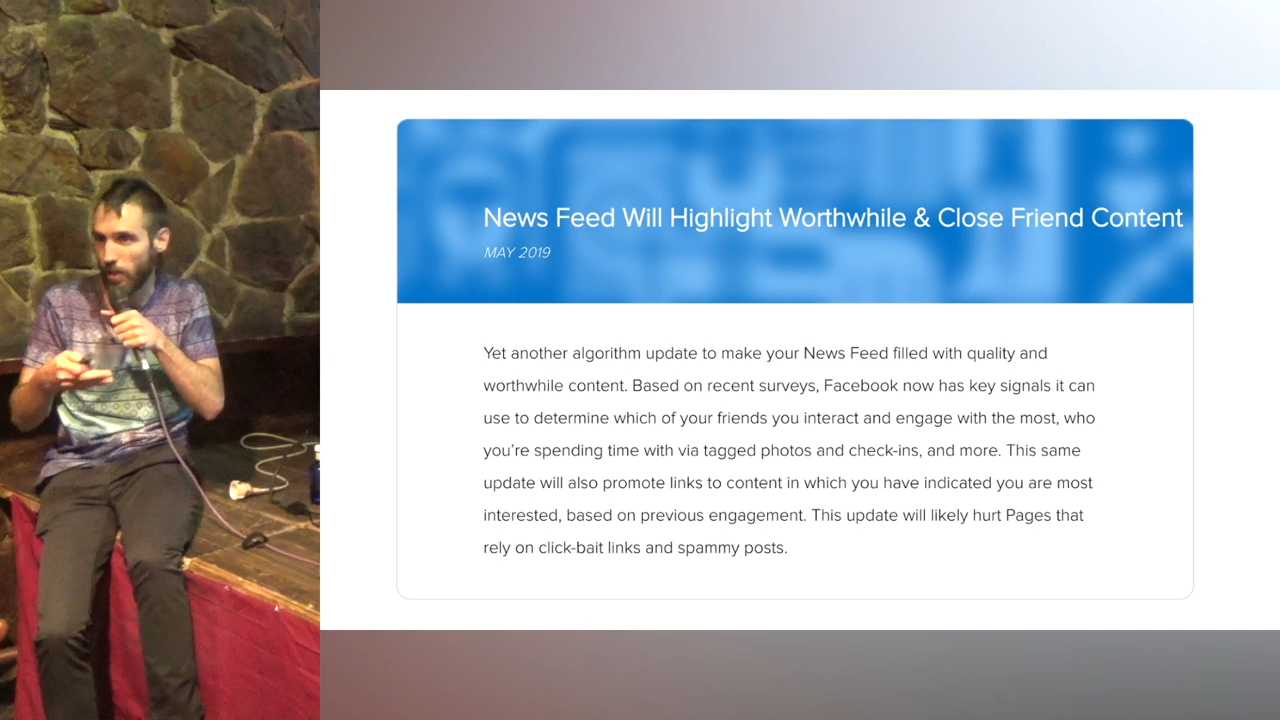 News Feed Will Highlight Worthwhile & Close Friend Content
MAY 2019
Yet another algorithm update to make your News Feed filled with quality and
worthwhile content. Based on recent surveys, Facebook now has key signals it can
use to determine which of your friends you interact and engage with the most, who
you’re spending time with via tagged photos and check-ins, and more. This same
update will also promote links to content in which you have indicated you are most
interested, based on previous engagement. This update will likely hurt Pages that
rely on click-bait links and spammy posts.